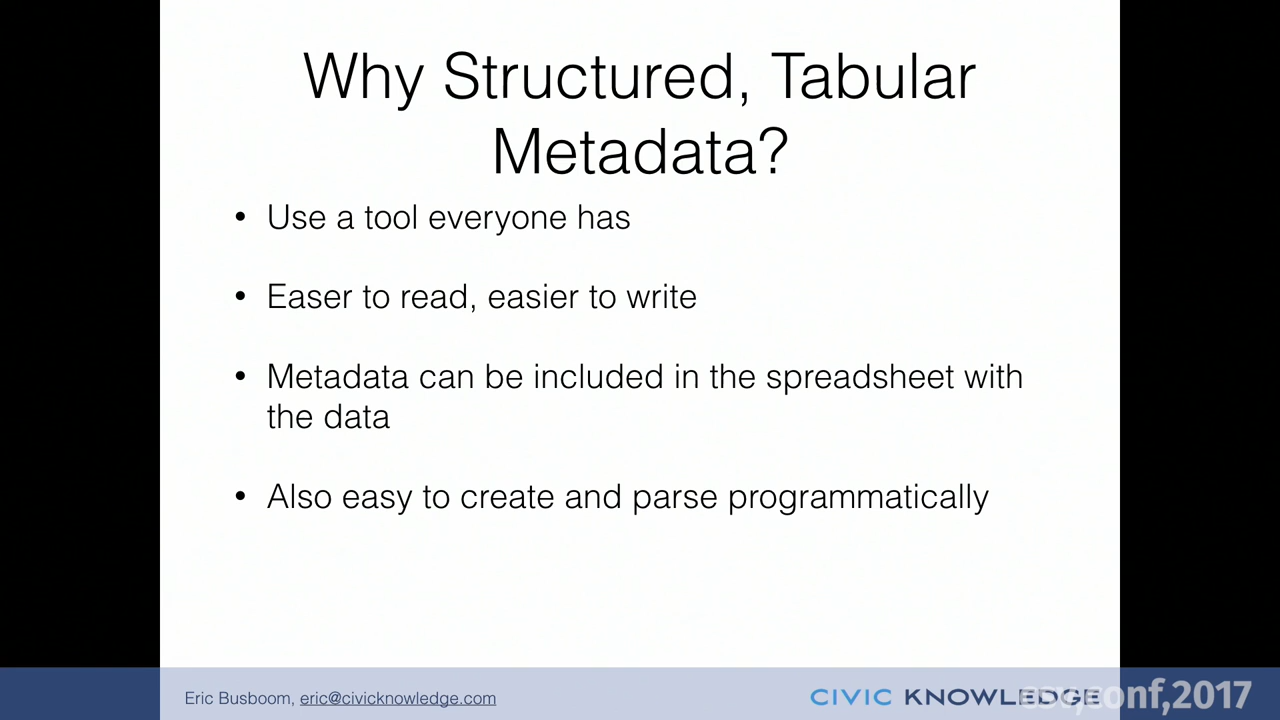 Why Structured, Tabular
Metadata?
• Use a tool everyone has
• Easer to read, easier to write
• Metadata can be included in the spreadsheet with
the data
• Also easy to create and parse programmatically
Eric Busboom, eric@civicknowledge.com
CIVIC KNOWLEDGE
csv,conf,2017